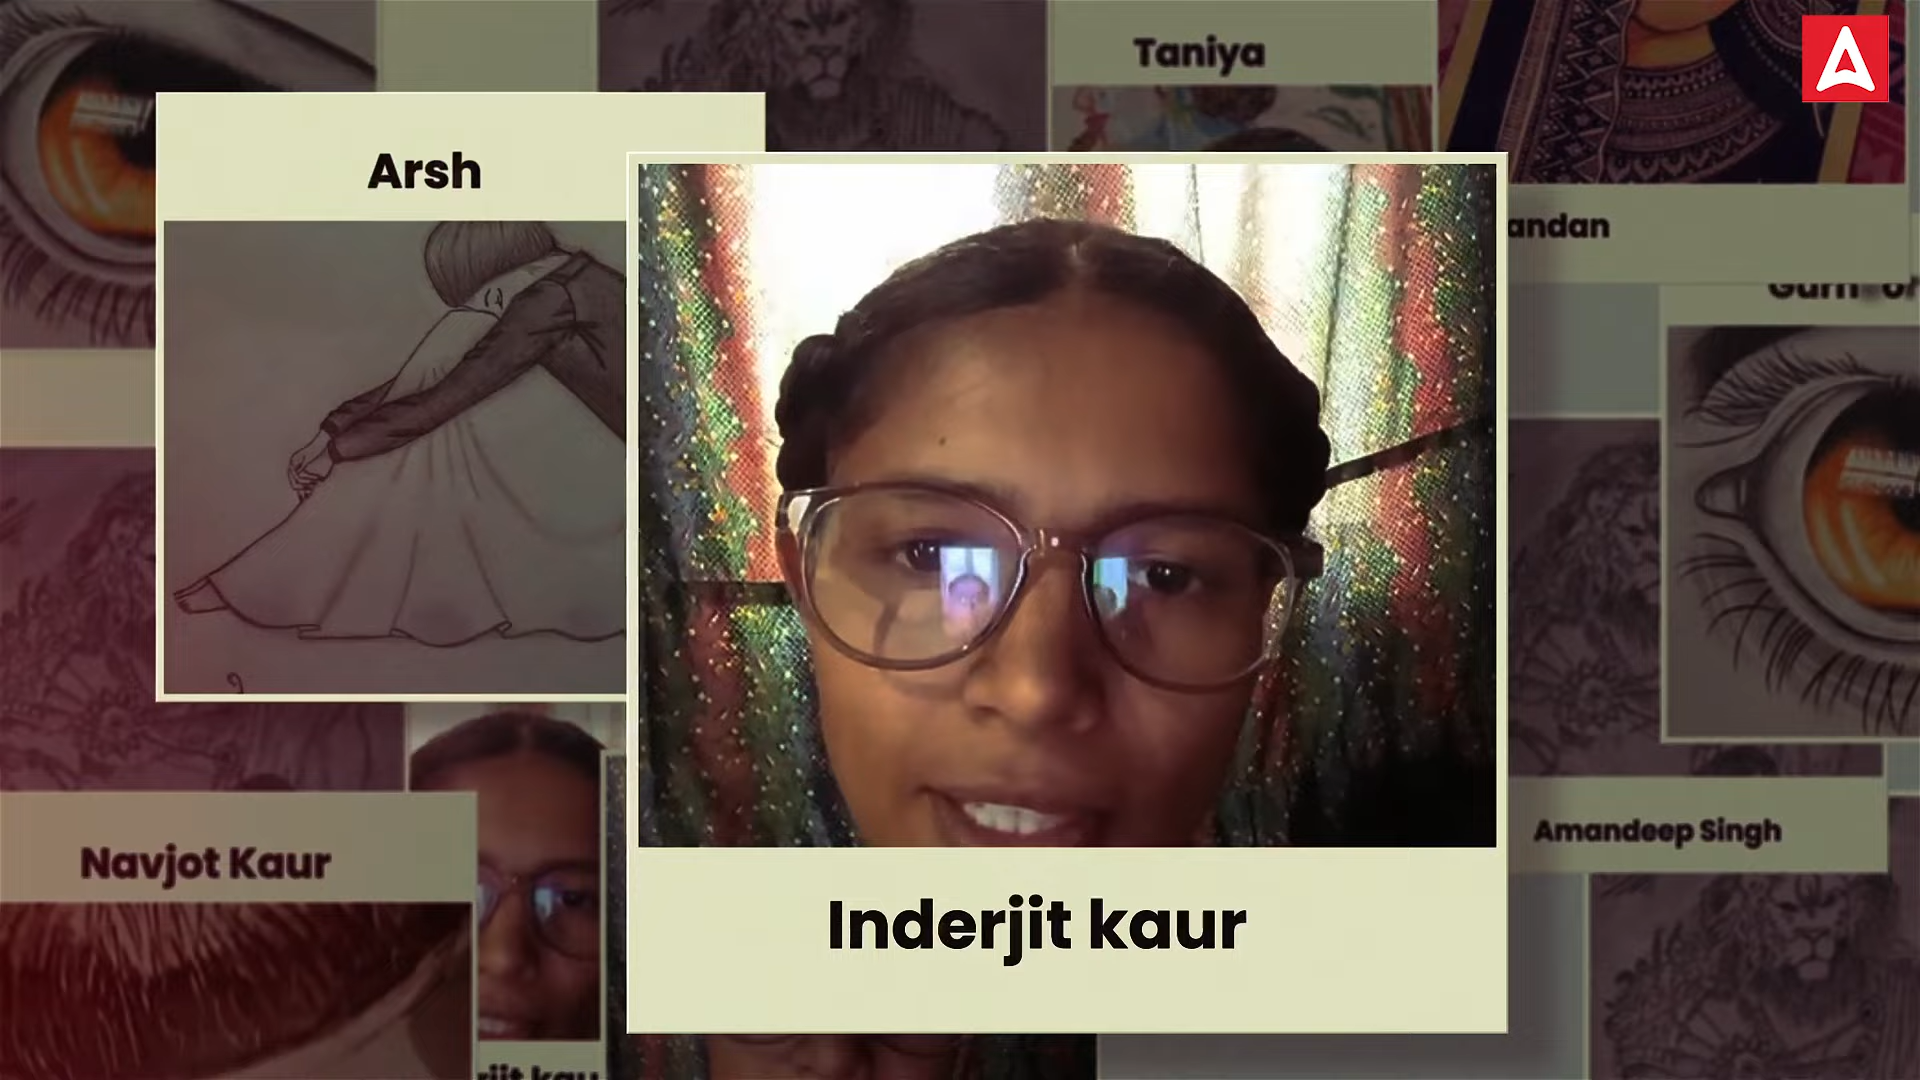 Taniya
Arsh
andan
Inderjit kaur
Amandeep Singh
Navjot Kaur